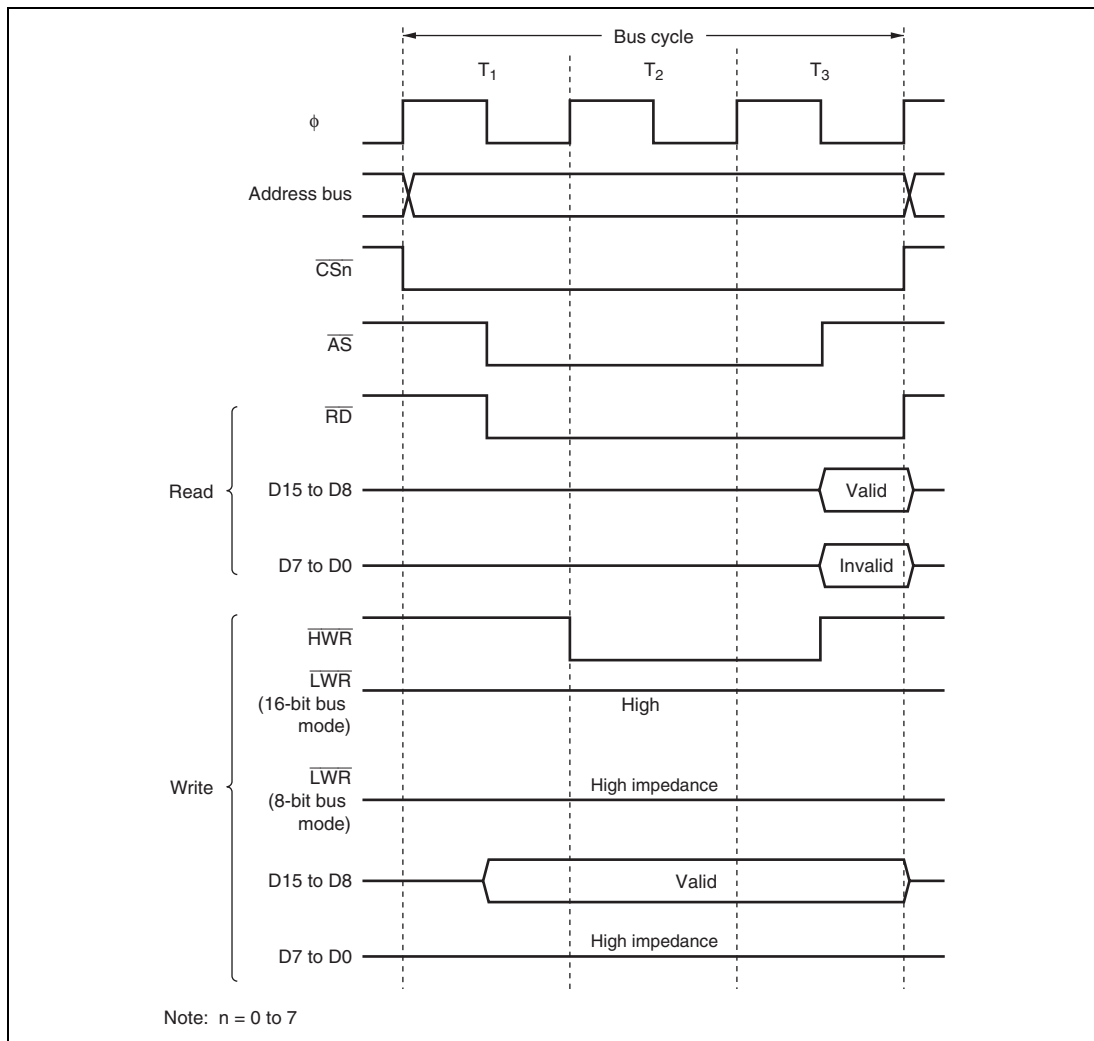 Bus cycle
T1 T2 T3
ϕ
Address bus
CSn
AS
RD
Read
D15 to D8
Valid
D7 to D0
Invalid
HWR
LWR
(16-bit bus
mode)
High
Write
LWR
(8-bit bus
mode)
High impedance
D15 to D8
Valid
D7 to D0
High impedance
Note: n = 0 to 7